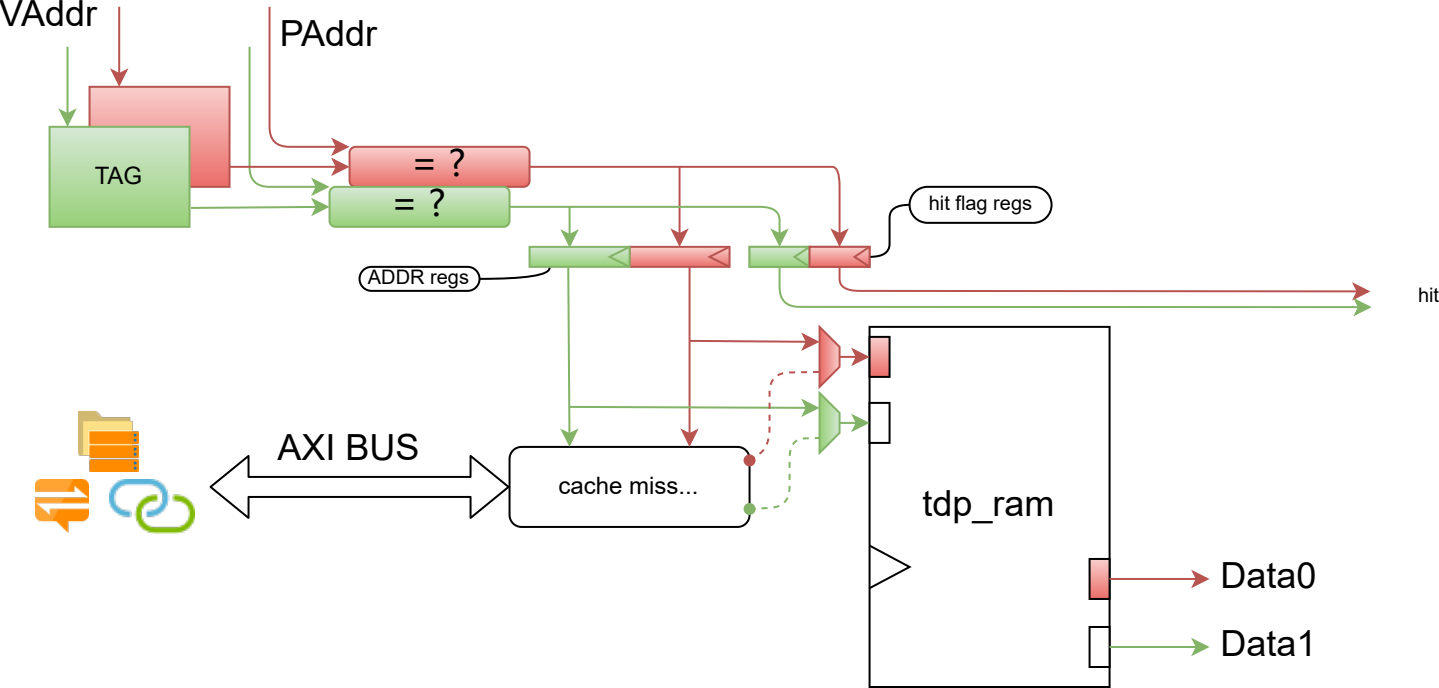 VAddr
PAddr
TAG
= ?
= ?
hit flag regs
ADDR regs
hit
AXI BUS
cache miss...
tdp_ram
Data0
Data1